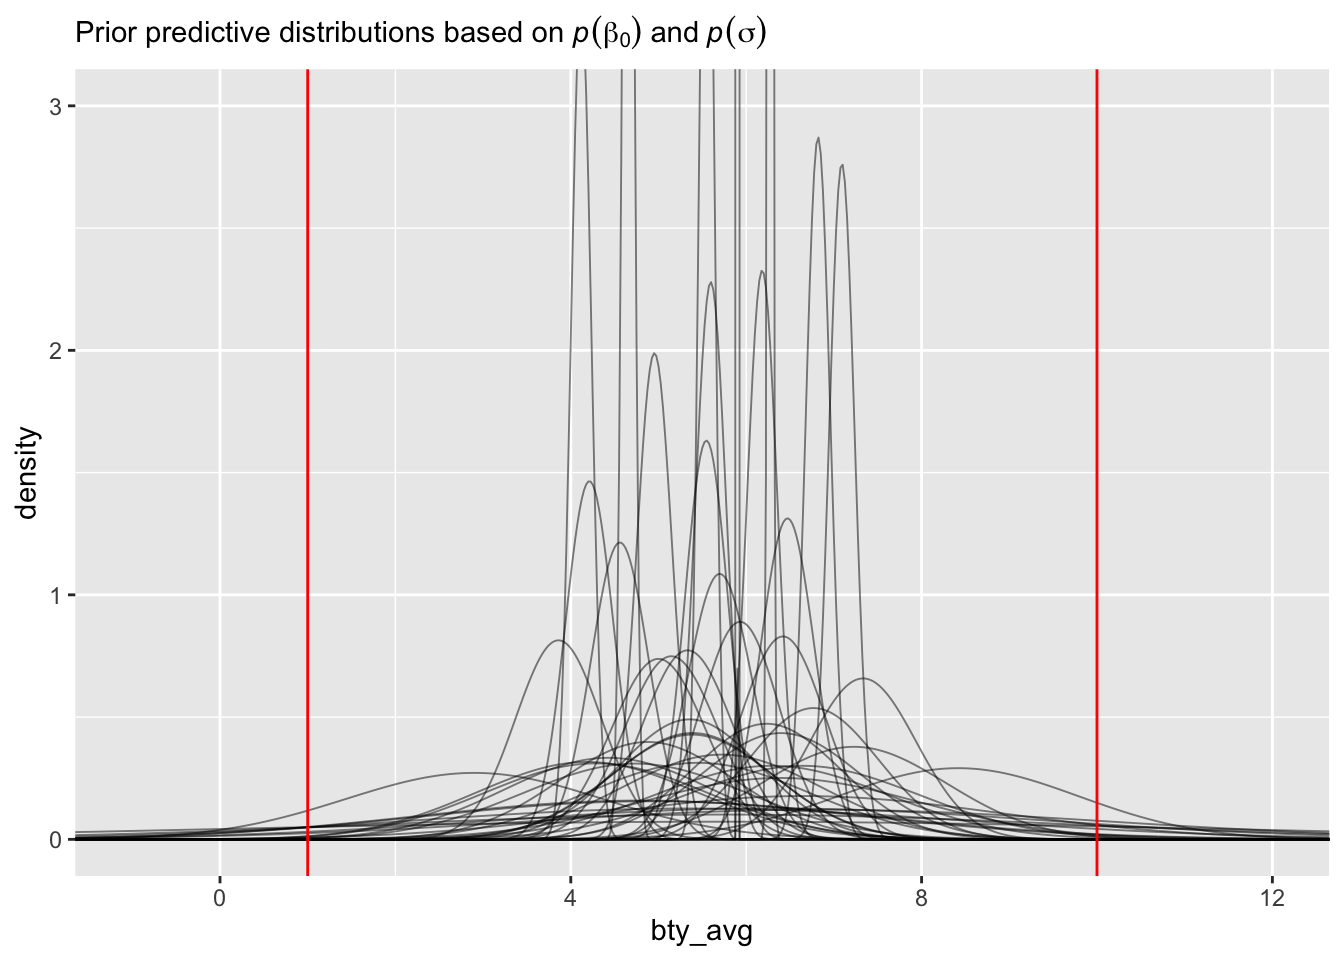 Prior predictive distributions based on p(β₀) and p(σ)
3
2
1
0
density
0 4 8 12
bty_avg